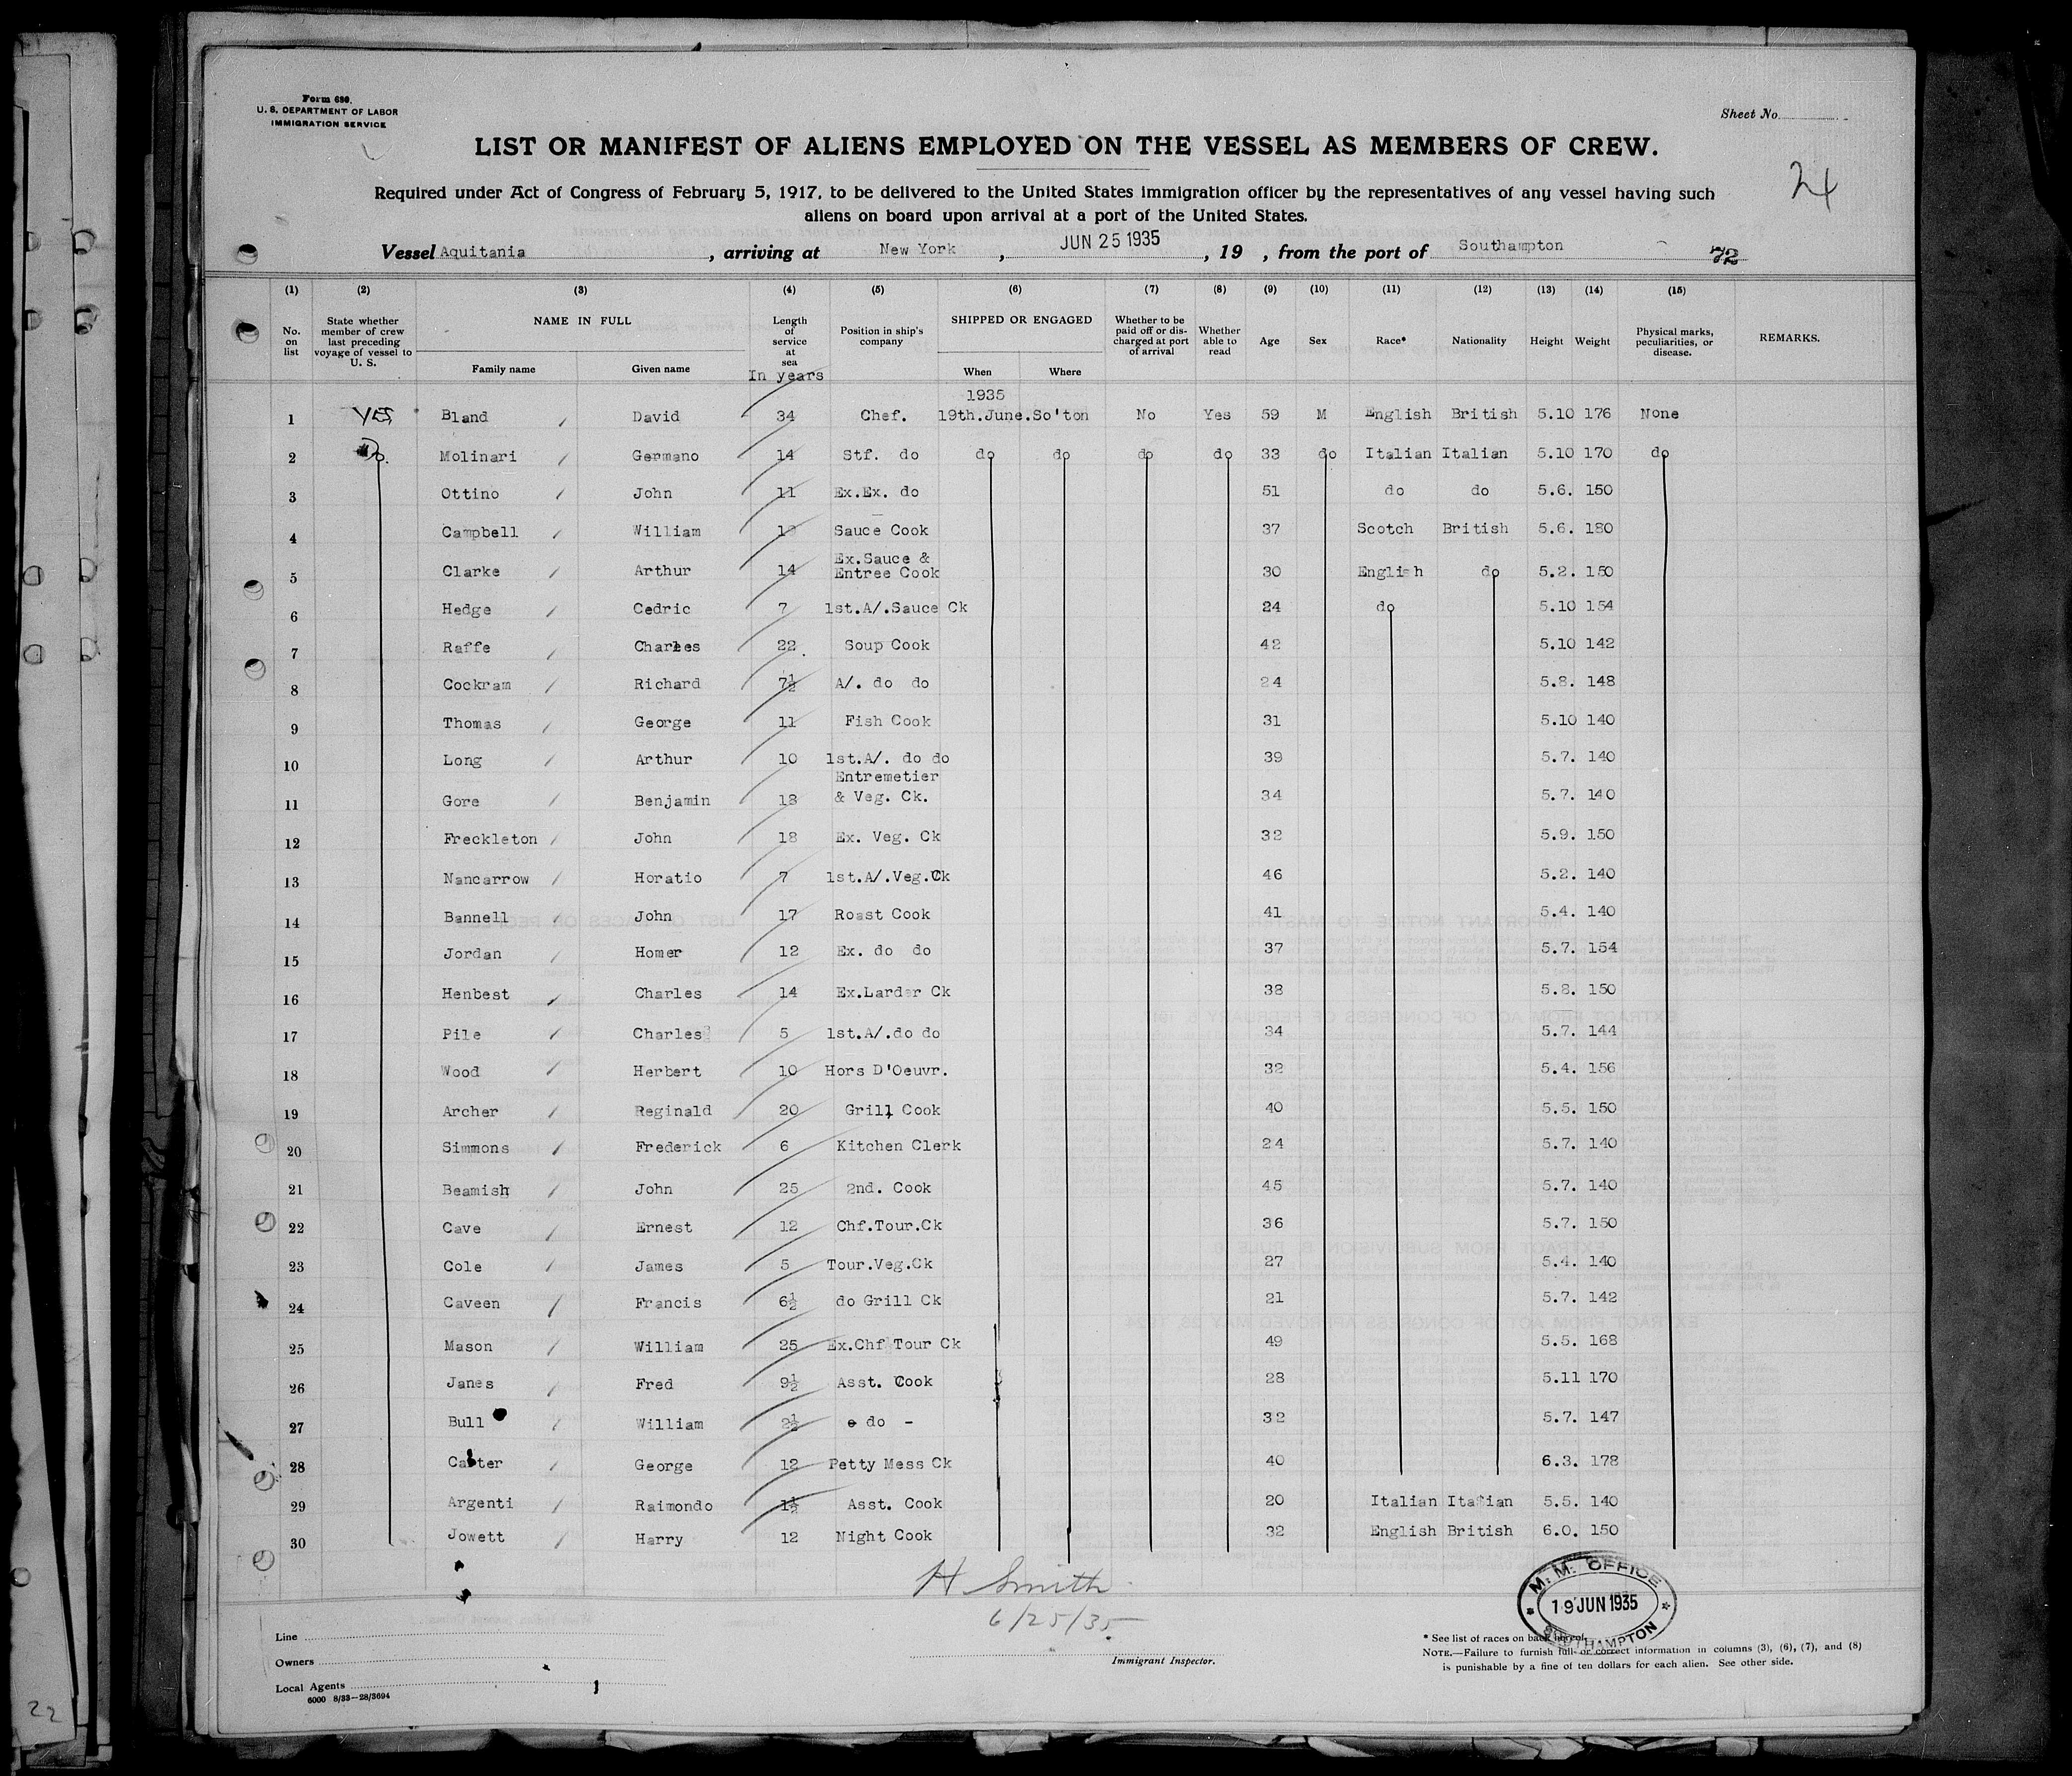 Form 680.
U. S. DEPARTMENT OF LABOR
IMMIGRATION SERVICE
Sheet No.
LIST OR MANIFEST OF ALIENS EMPLOYED ON THE VESSEL AS MEMBERS OF CREW.
24
Required under Act of Congress of February 5, 1917, to be delivered to the United States immigration officer by the representatives of any vessel having such
aliens on board upon arrival at a port of the United States.
Vessel Aquitania, arriving at New York, JUN 25 1935, 19 , from the port of Southampton 72
(1) (2) (3) (4) (5) (6) (7) (8) (9) (10) (11) (12) (13) (14) (15)
No. on list
State whether member of crew last preceding voyage of vessel to U. S.
NAME IN FULL
Family name Given name
Length of service at sea
In years
Position in ship's company
SHIPPED OR ENGAGED
When Where
Whether to be paid off or discharged at port of arrival
Whether able to read
Age Sex Race* Nationality Height Weight
Physical marks, peculiarities, or disease.
REMARKS.
1935
1 YES Bland David 34 Chef. 19th.June.So'ton No Yes 59 M English British 5.10 176 None
2 Do. Molinari Germano 14 Stf. do do do do do 33 do Italian Italian 5.10 170 do
3 Ottino John 11 Ex.Ex. do 51 do do 5.6. 150
4 Campbell William Sauce Cook 37 Scotch British 5.6. 180
5 Clarke Arthur 14 Ex.Sauce & Entree Cook 30 English do 5.2. 150
6 Hedge Cedric 7 1st.A/.Sauce Ck 24 do 5.10 154
7 Raffe Charles 22 Soup Cook 42 5.10 142
8 Cockram Richard 7½ A/. do do 24 5.8. 148
9 Thomas George 11 Fish Cook 31 5.10 140
10 Long Arthur 10 1st.A/. do do 39 5.7. 140
11 Gore Benjamin 18 Entremetier & Veg. Ck. 34 5.7. 140
12 Freckleton John 18 Ex. Veg. Ck 32 5.9. 150
13 Nancarrow Horatio 7 1st.A/.Veg.Ck 46 5.2. 140
14 Bannell John 17 Roast Cook 41 5.4. 140
15 Jordan Homer 12 Ex. do do 37 5.7. 154
16 Henbest Charles 14 Ex.Larder Ck 38 5.8. 150
17 Pile Charles 5 1st.A/.do do 34 5.7. 144
18 Wood Herbert 10 Hors D'Oeuvr. 32 5.4. 156
19 Archer Reginald 20 Grill Cook 40 5.5. 150
20 Simmons Frederick 6 Kitchen Clerk 24 5.7. 140
21 Beamish John 25 2nd. Cook 45 5.7. 140
22 Cave Ernest 12 Chf.Tour.Ck 36 5.7. 150
23 Cole James 5 Tour.Veg.Ck 27 5.4. 140
24 Caveen Francis 6½ do Grill Ck 21 5.7. 142
25 Mason William 25 Ex.Chf Tour Ck 49 5.5. 168
26 Janes Fred 9½ Asst. Cook 28 5.11 170
27 Bull William 2½ - do - 32 5.7. 147
28 Carter George 12 Petty Mess Ck 40 6.3. 178
29 Argenti Raimondo 1½ Asst. Cook 20 Italian Italian 5.5. 140
30 Jowett Harry 12 Night Cook 32 English British 6.0. 150
H Smith
6/25/35
M. M. OFFICE
19 JUN 1935
SOUTHAMPTON
Line
Owners
Local Agents
6000 8/33—28/3694
Immigrant Inspector.
* See list of races on back hereof.
NOTE.—Failure to furnish full or correct information in columns (3), (6), (7), and (8)
is punishable by a fine of ten dollars for each alien. See other side.
22